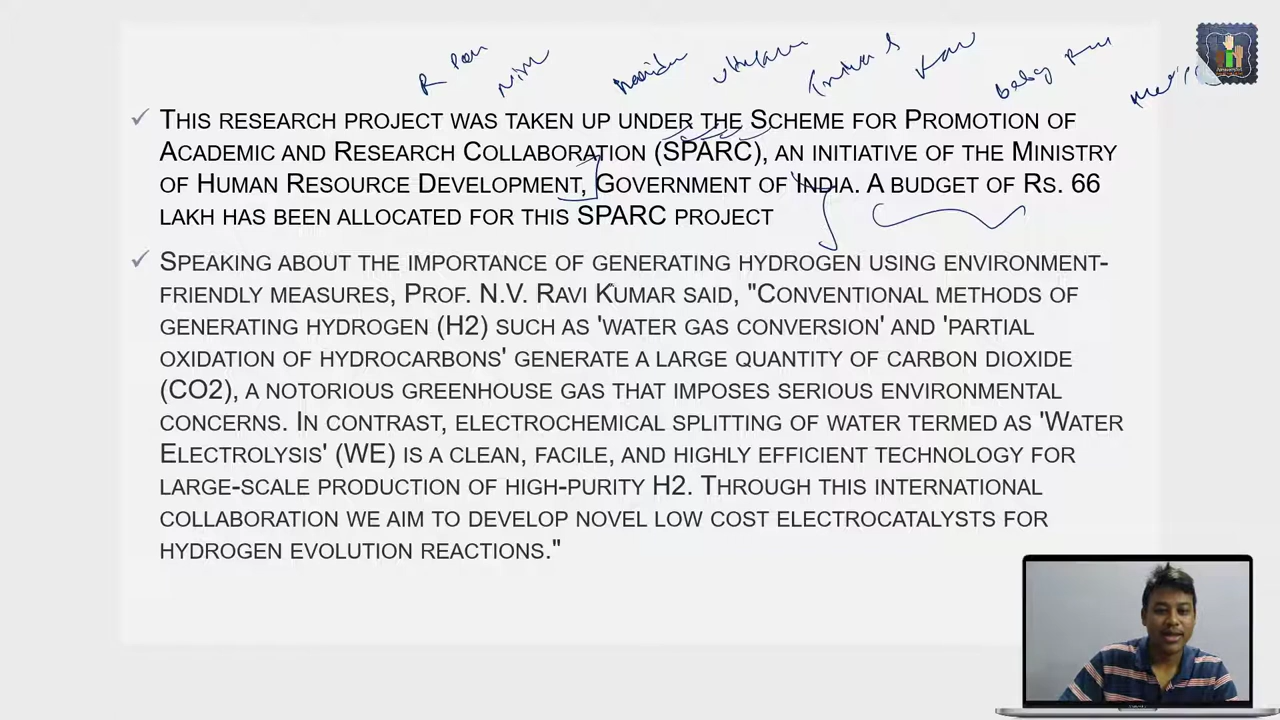 THIS RESEARCH PROJECT WAS TAKEN UP UNDER THE SCHEME FOR PROMOTION OF
ACADEMIC AND RESEARCH COLLABORATION (SPARC), AN INITIATIVE OF THE MINISTRY
OF HUMAN RESOURCE DEVELOPMENT, GOVERNMENT OF INDIA. A BUDGET OF RS. 66
LAKH HAS BEEN ALLOCATED FOR THIS SPARC PROJECT
SPEAKING ABOUT THE IMPORTANCE OF GENERATING HYDROGEN USING ENVIRONMENT-
FRIENDLY MEASURES, PROF. N.V. RAVI KUMAR SAID, "CONVENTIONAL METHODS OF
GENERATING HYDROGEN (H2) SUCH AS 'WATER GAS CONVERSION' AND 'PARTIAL
OXIDATION OF HYDROCARBONS' GENERATE A LARGE QUANTITY OF CARBON DIOXIDE
(CO2), A NOTORIOUS GREENHOUSE GAS THAT IMPOSES SERIOUS ENVIRONMENTAL
CONCERNS. IN CONTRAST, ELECTROCHEMICAL SPLITTING OF WATER TERMED AS 'WATER
ELECTROLYSIS' (WE) IS A CLEAN, FACILE, AND HIGHLY EFFICIENT TECHNOLOGY FOR
LARGE-SCALE PRODUCTION OF HIGH-PURITY H2. THROUGH THIS INTERNATIONAL
COLLABORATION WE AIM TO DEVELOP NOVEL LOW COST ELECTROCATALYSTS FOR
HYDROGEN EVOLUTION REACTIONS."